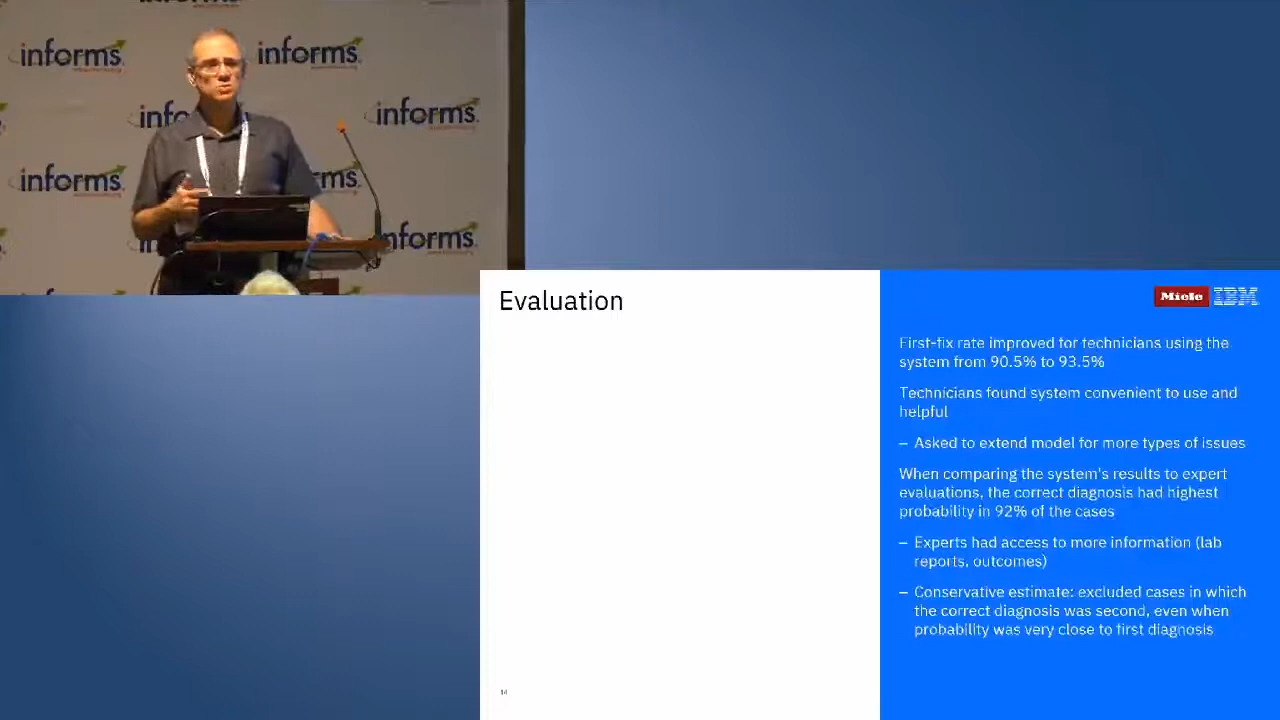 informs.
informs.
informs.
informs.
informs.
Evaluation
Miele IBM
First-fix rate improved for technicians using the
system from 90.5% to 93.5%
Technicians found system convenient to use and
helpful
– Asked to extend model for more types of issues
When comparing the system's results to expert
evaluations, the correct diagnosis had highest
probability in 92% of the cases
– Experts had access to more information (lab
reports, outcomes)
– Conservative estimate: excluded cases in which
the correct diagnosis was second, even when
probability was very close to first diagnosis
14